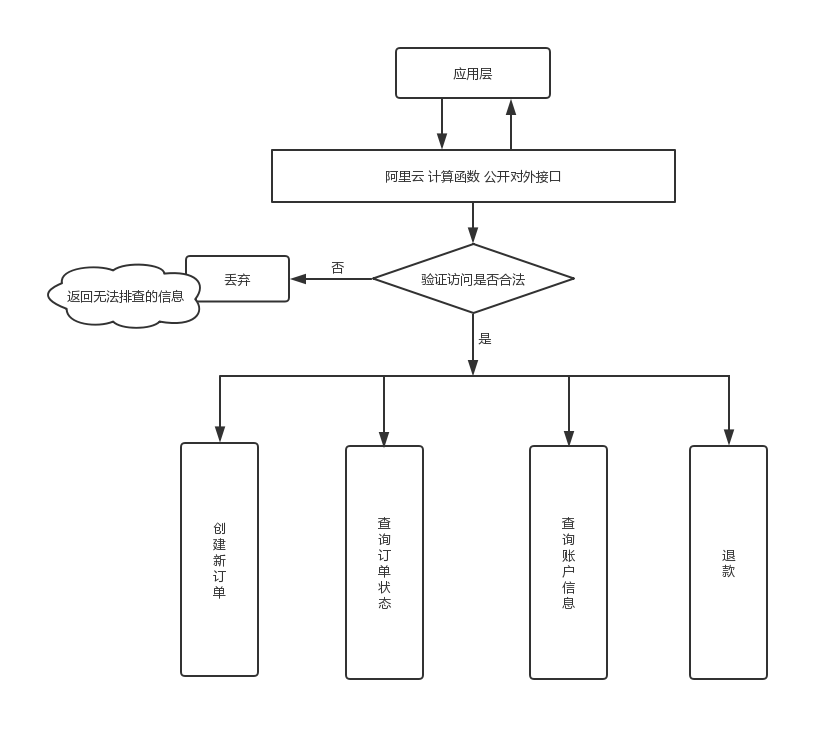 应用层
阿里云 计算函数 公开对外接口
否
验证访问是否合法
丢弃
返回无法排查的信息
是
创建新订单
查询订单状态
查询账户信息
退款